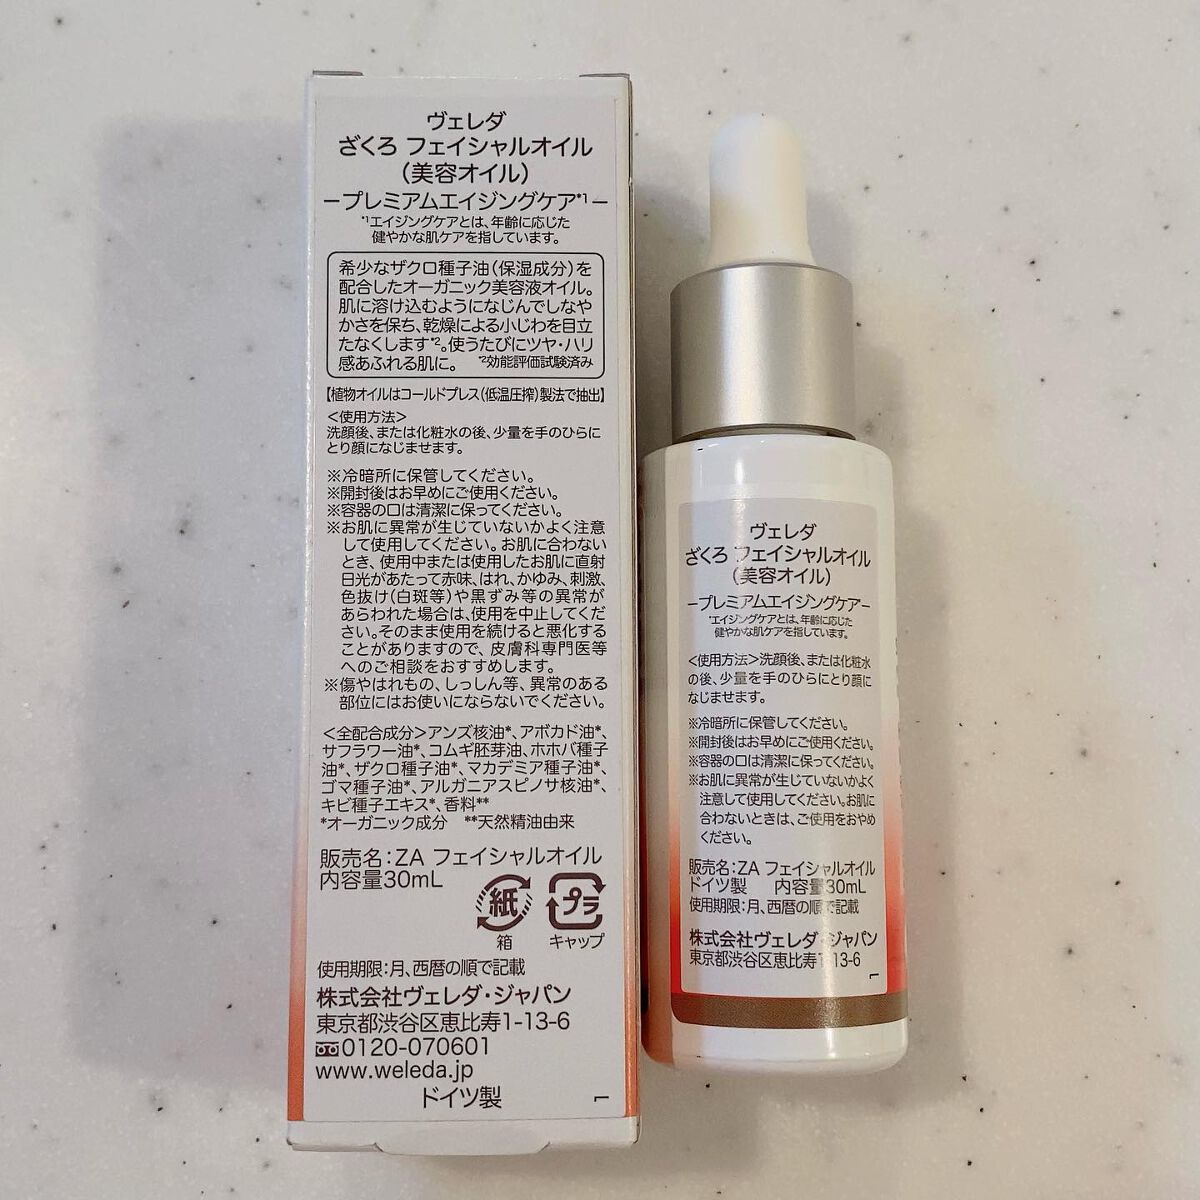 ヴェレダ
ざくろ フェイシャルオイル
（美容オイル）
－プレミアムエイジングケア*1－
*1エイジングケアとは、年齢に応じた
健やかな肌ケアを指しています。
希少なザクロ種子油（保湿成分）を
配合したオーガニック美容液オイル。
肌に溶け込むようになじんでしなや
かさを保ち、乾燥による小じわを目立
たなくします*2。使うたびにツヤ・ハリ
感あふれる肌に。 *2効能評価試験済み
【植物オイルはコールドプレス（低温圧搾）製法で抽出】
＜使用方法＞
洗顔後、または化粧水の後、少量を手のひらに
とり顔になじませます。
※冷暗所に保管してください。
※開封後はお早めにご使用ください。
※容器の口は清潔に保ってください。
※お肌に異常が生じていないかよく注意
して使用してください。お肌に合わない
とき、使用中または使用したお肌に直射
日光があたって赤味、はれ、かゆみ、刺激、
色抜け（白斑等）や黒ずみ等の異常が
あらわれた場合は、使用を中止してくだ
さい。そのまま使用を続けると悪化する
ことがありますので、皮膚科専門医等
へのご相談をおすすめします。
※傷やはれもの、しっしん等、異常のある
部位にはお使いにならないでください。
＜全配合成分＞アンズ核油*、アボカド油*、
サフラワー油*、コムギ胚芽油、ホホバ種子
油*、ザクロ種子油*、マカデミア種子油*、
ゴマ種子油*、アルガニアスピノサ核油*、
キビ種子エキス*、香料**
*オーガニック成分 **天然精油由来
販売名：ZA フェイシャルオイル
内容量30mL
紙
箱
プラ
キャップ
使用期限：月、西暦の順で記載
株式会社ヴェレダ・ジャパン
東京都渋谷区恵比寿1-13-6
0120-070601
www.weleda.jp
ドイツ製
1
ヴェレダ
ざくろ フェイシャルオイル
（美容オイル）
－プレミアムエイジングケア－
*エイジングケアとは、年齢に応じた
健やかな肌ケアを指しています。
＜使用方法＞洗顔後、または化粧水
の後、少量を手のひらにとり顔に
なじませます。
※冷暗所に保管してください。
※開封後はお早めにご使用ください。
※容器の口は清潔に保ってください。
※お肌に異常が生じていないかよく
注意して使用してください。お肌に
合わないときは、ご使用をおやめ
ください。
販売名：ZA フェイシャルオイル
ドイツ製 内容量30mL
使用期限：月、西暦の順で記載
株式会社ヴェレダ・ジャパン
東京都渋谷区恵比寿1-13-6
1